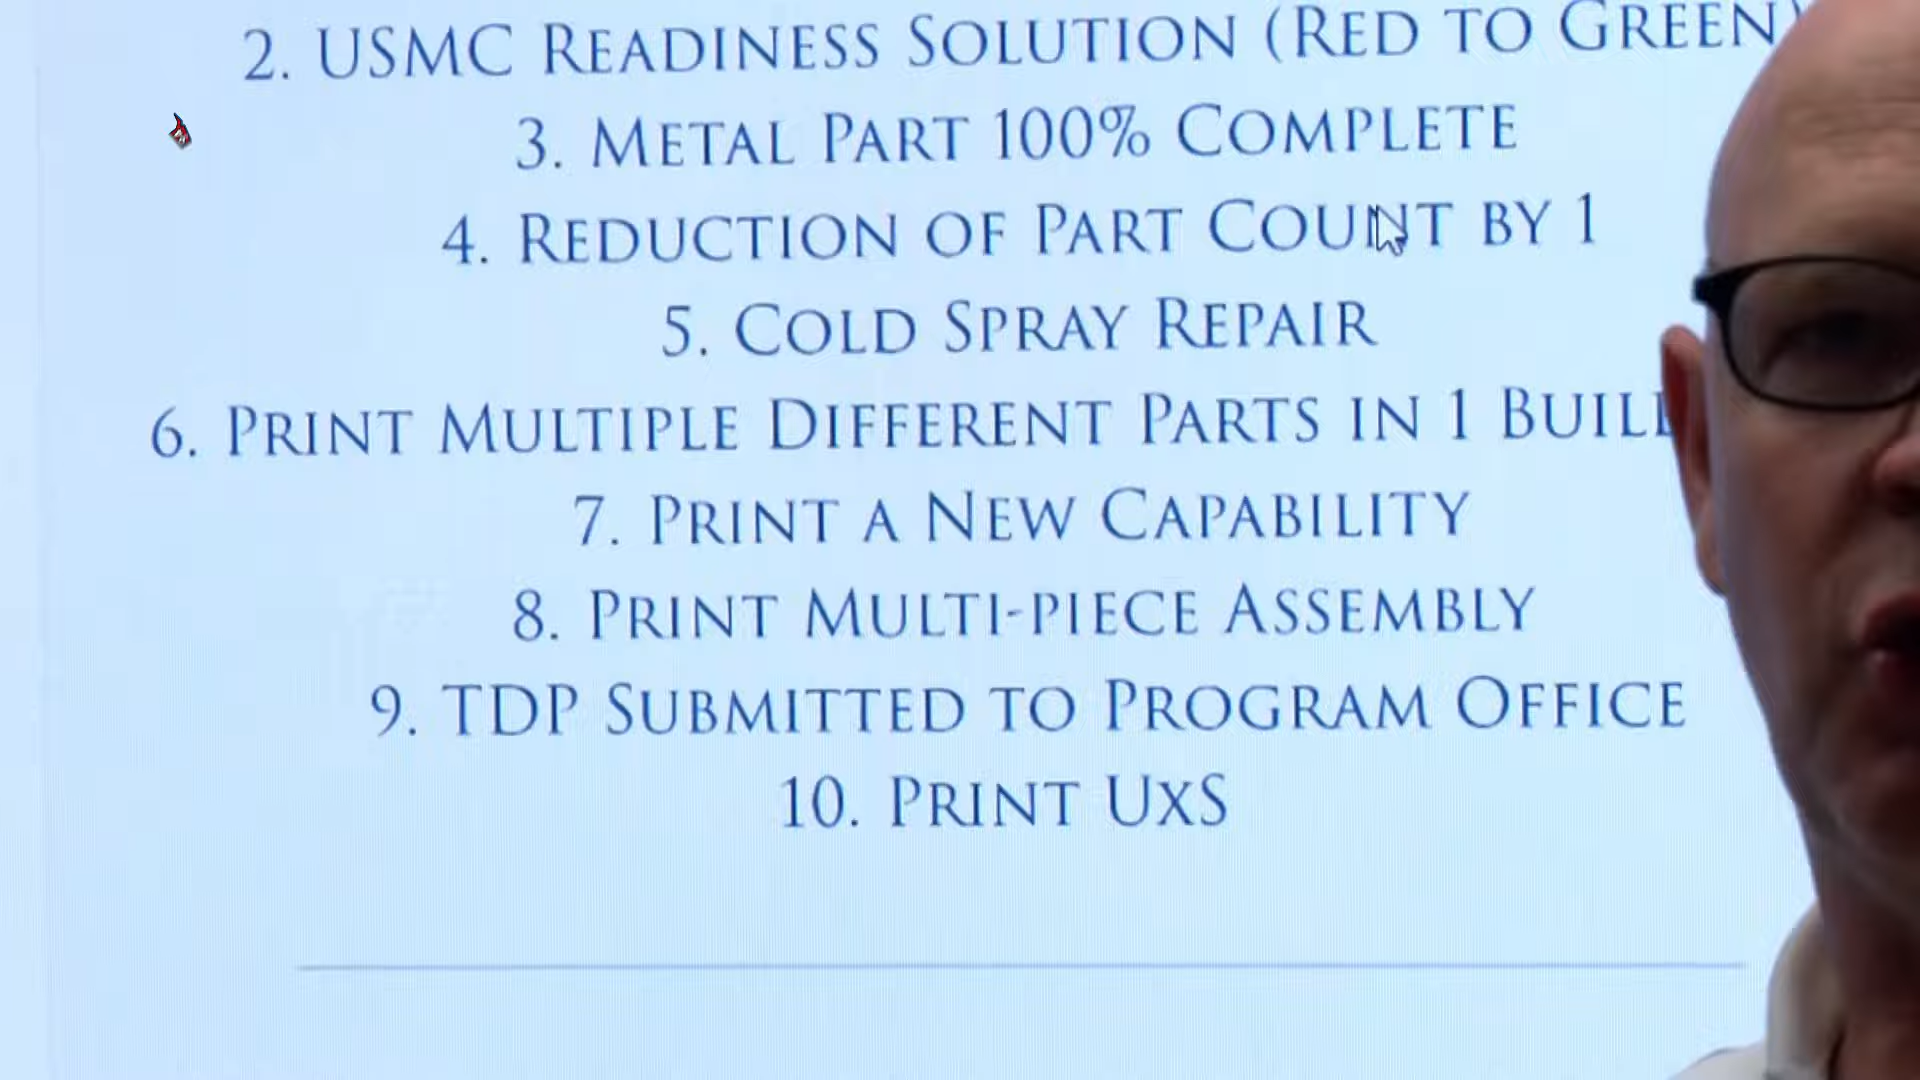 2. USMC READINESS SOLUTION (RED TO GREEN)
3. METAL PART 100% COMPLETE
4. REDUCTION OF PART COUNT BY 1
5. COLD SPRAY REPAIR
6. PRINT MULTIPLE DIFFERENT PARTS IN 1
7. PRINT A NEW CAPABILITY
8. PRINT MULTI-PIECE ASSEMBLY
9. TDP SUBMITTED TO PROGRAM OFFICE
10. PRINT UXS